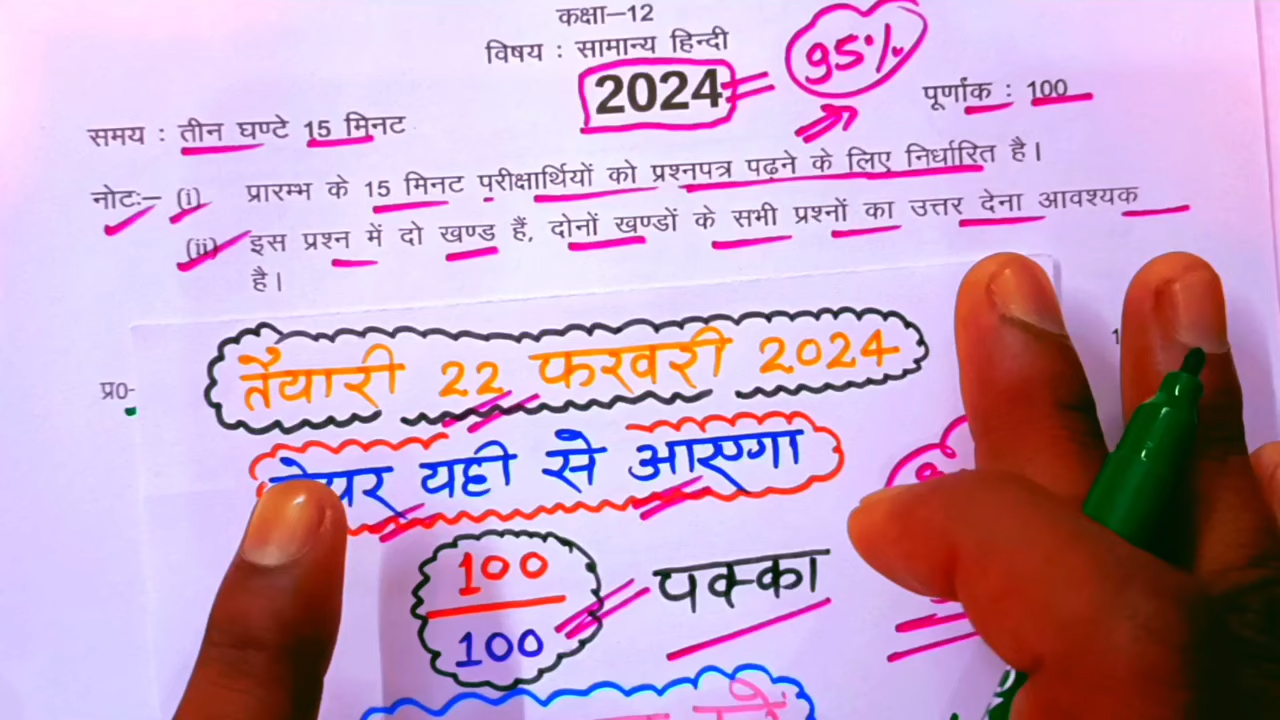 कक्षा–12
विषय : सामान्य हिन्दी
2024 95%
पूर्णांक : 100
समय : तीन घण्टे 15 मिनट
नोटः– (i) प्रारम्भ के 15 मिनट परीक्षार्थियों को प्रश्नपत्र पढ़ने के लिए निर्धारित है।
(ii) इस प्रश्न में दो खण्ड हैं, दोनों खण्डों के सभी प्रश्नों का उत्तर देना आवश्यक
है।
प्र0-
तैयारी 22 फरवरी 2024
यही से आएगा
100
100
पक्का